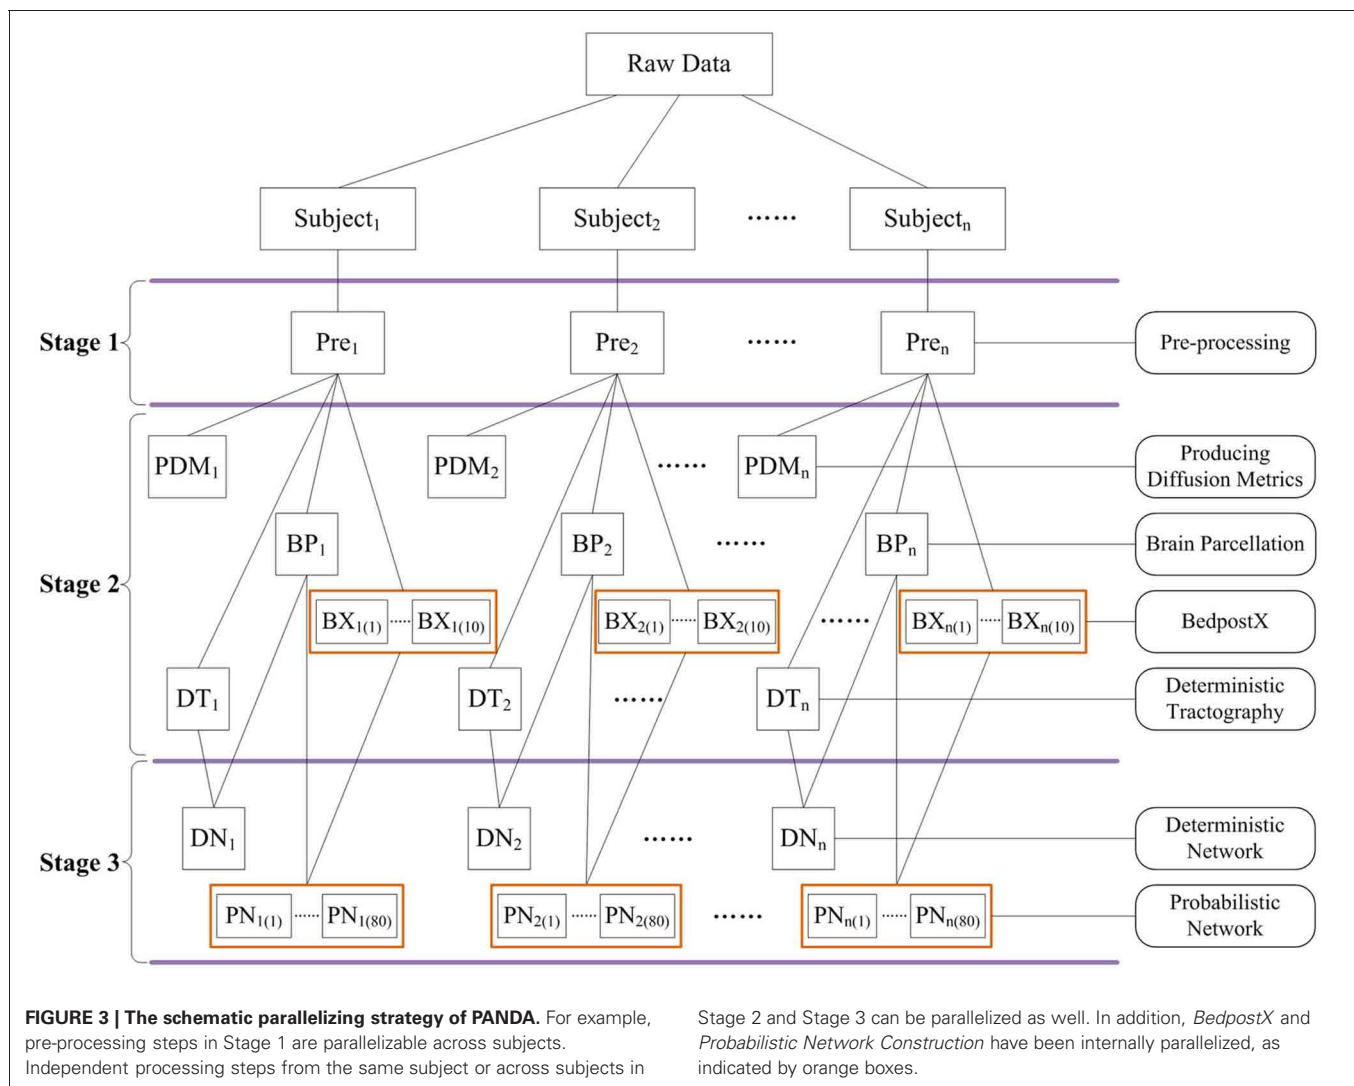 Raw Data
Subject1 Subject2 ...... Subjectn
Stage 1 Pre1 Pre2 ...... Pren Pre-processing
PDM1 PDM2 ...... PDMn Producing
Diffusion Metrics
BP1 BP2 ...... BPn Brain Parcellation
Stage 2
BX1(1) ...... BX1(10) BX2(1) ...... BX2(10) ...... BXn(1) ...... BXn(10) BedpostX
DT1 DT2 ...... DTn Deterministic
Tractography
DN1 DN2 ...... DNn Deterministic
Network
Stage 3
PN1(1) ...... PN1(80) PN2(1) ...... PN2(80) ...... PNn(1) ...... PNn(80) Probabilistic
Network
FIGURE 3 | The schematic parallelizing strategy of PANDA. For example,
pre-processing steps in Stage 1 are parallelizable across subjects.
Independent processing steps from the same subject or across subjects in
Stage 2 and Stage 3 can be parallelized as well. In addition, BedpostX and
Probabilistic Network Construction have been internally parallelized, as
indicated by orange boxes.